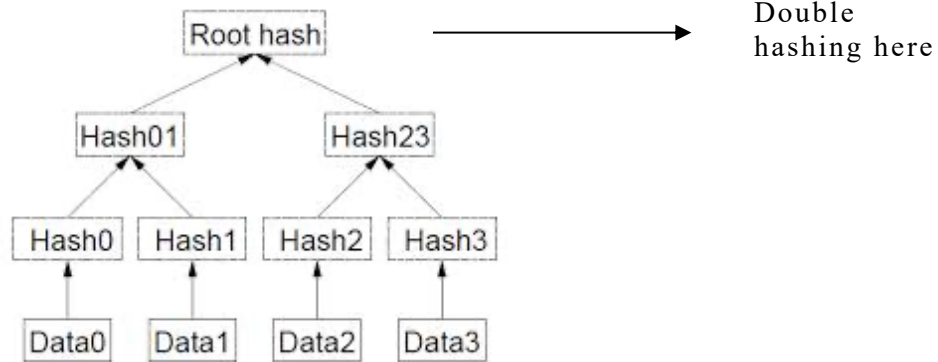 Root hash
Double
hashing here
Hash01 Hash23
Hash0 Hash1 Hash2 Hash3
Data0 Data1 Data2 Data3